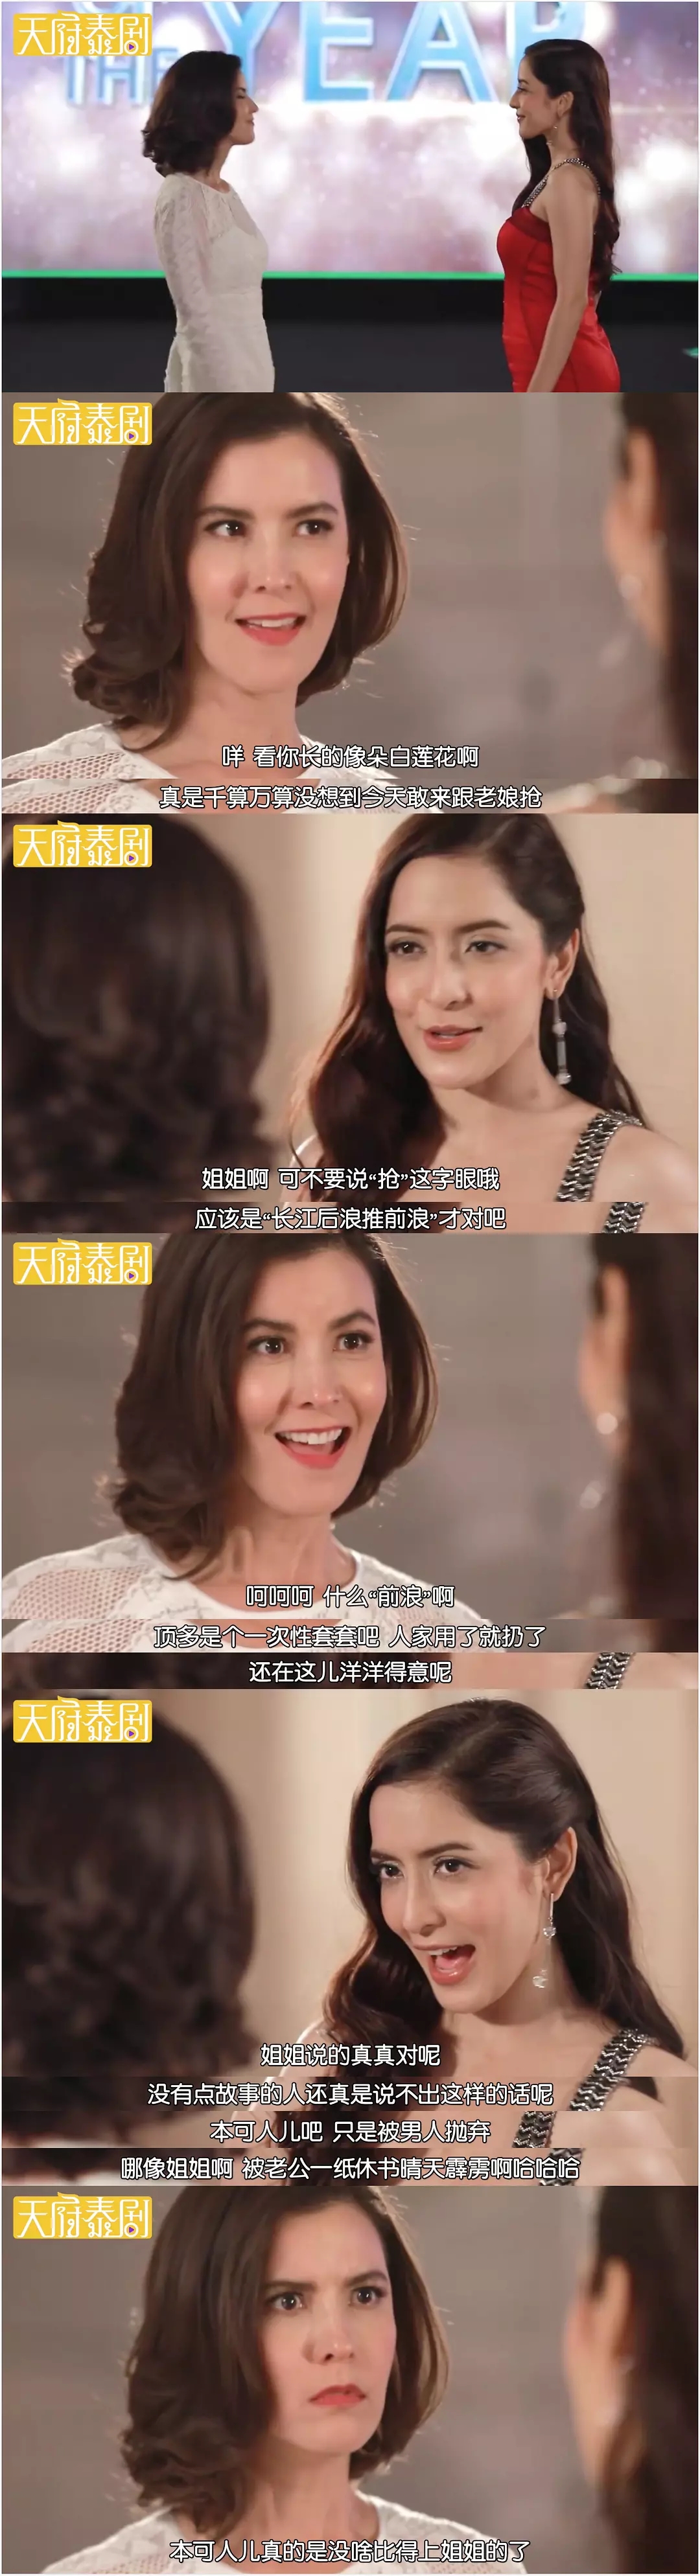 天府泰剧
THE YEAR
天府泰剧
咩 看你长的像朵白莲花啊
真是千算万算没想到今天敢来跟老娘抢
天府泰剧
姐姐啊 可不要说“抢”这字眼哦
应该是“长江后浪推前浪”才对吧
天府泰剧
呵呵呵 什么“前浪”啊
顶多是个一次性套套吧 人家用了就扔了
还在这儿洋洋得意呢
天府泰剧
姐姐说的真真对呢
没有点故事的人还真是说不出这样的话呢
本可人儿吧 只是被男人抛弃
哪像姐姐啊 被老公一纸休书晴天霹雳啊哈哈哈
天府泰剧
本可人儿真的是没啥比得上姐姐的了